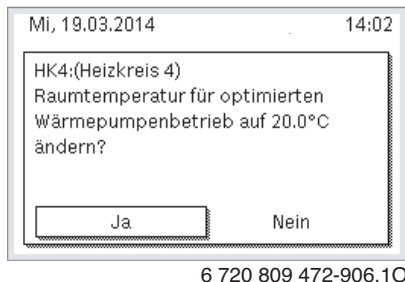 Mi, 19.03.2014 14:02
HK4:(Heizkreis 4)
Raumtemperatur für optimierten
Wärmepumpenbetrieb auf 20.0°C
ändern?
Ja Nein
6 720 809 472-906.1O